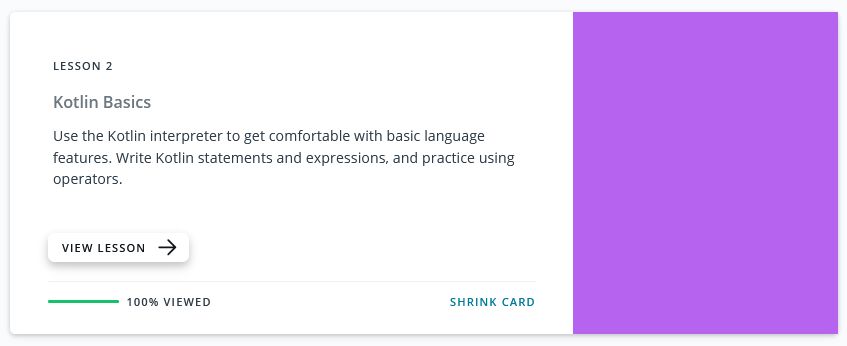 LESSON 2
Kotlin Basics
Use the Kotlin interpreter to get comfortable with basic language
features. Write Kotlin statements and expressions, and practice using
operators.
VIEW LESSON
100% VIEWED
SHRINK CARD